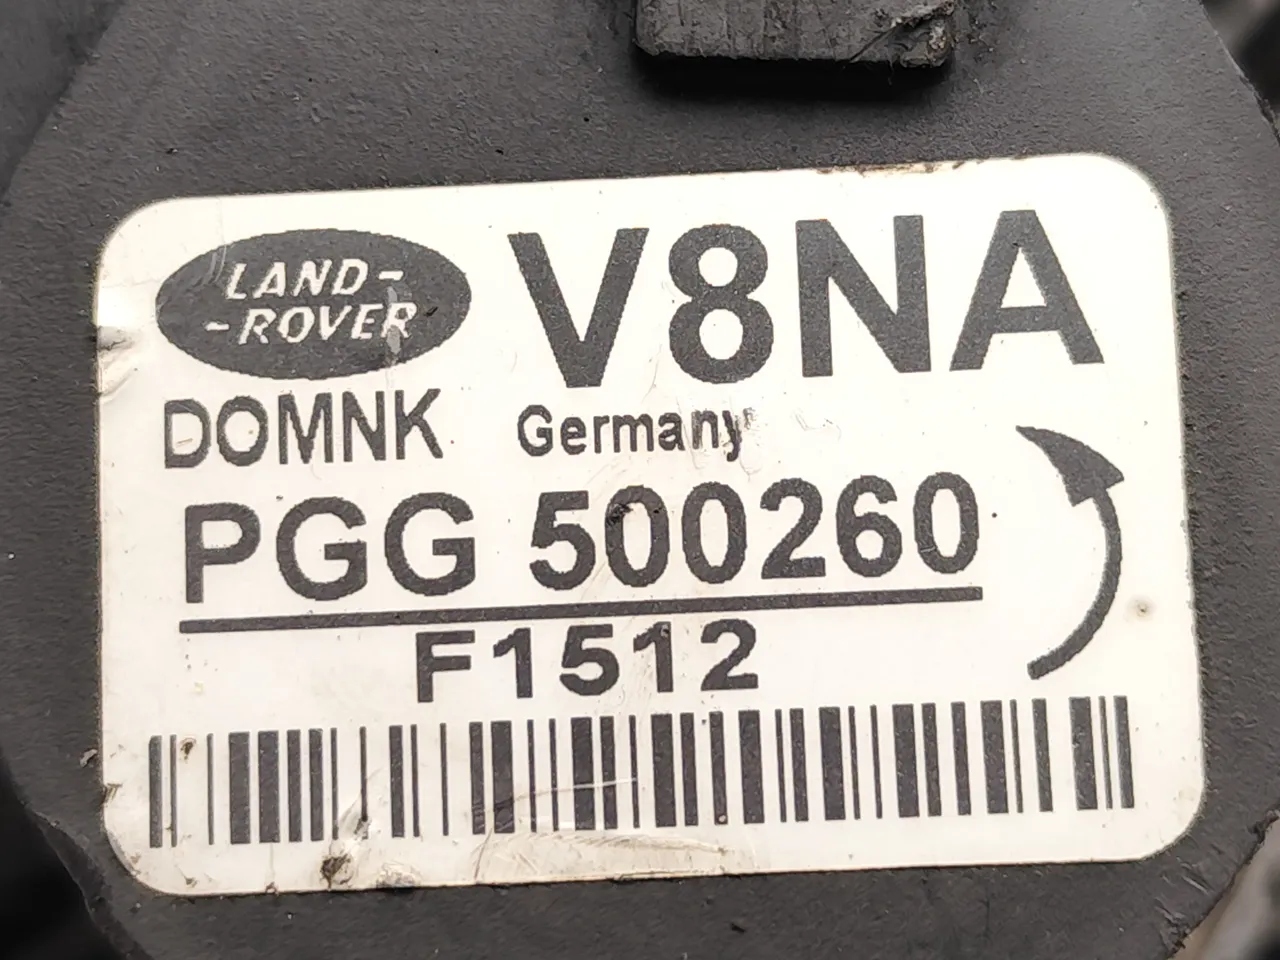 LAND-
-ROVER
V8NA
DOMNK Germany
PGG 500260
F1512